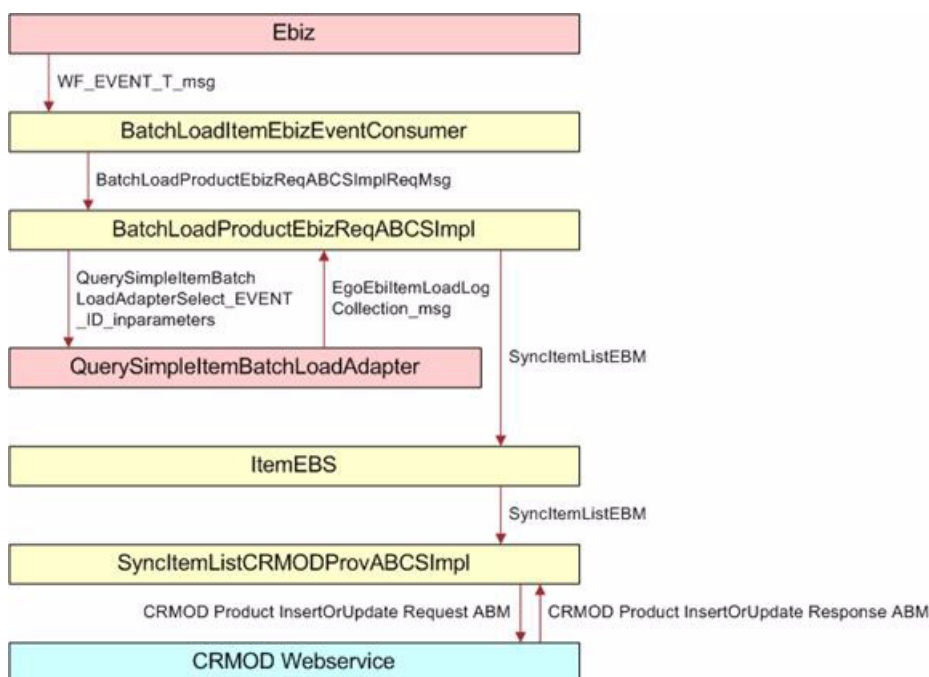 Ebiz
WF_EVENT_T_msg
BatchLoadItemEbizEventConsumer
BatchLoadProductEbizReqABCSImplReqMsg
BatchLoadProductEbizReqABCSImpl
QuerySimpleItemBatch
LoadAdapterSelect_EVENT
_ID_inparameters
EgoEbiItemLoadLog
Collection_msg
SyncItemListEBM
QuerySimpleItemBatchLoadAdapter
ItemEBS
SyncItemListEBM
SyncItemListCRMODProvABCSImpl
CRMOD Product InsertOrUpdate Request ABM
CRMOD Product InsertOrUpdate Response ABM
CRMOD Webservice